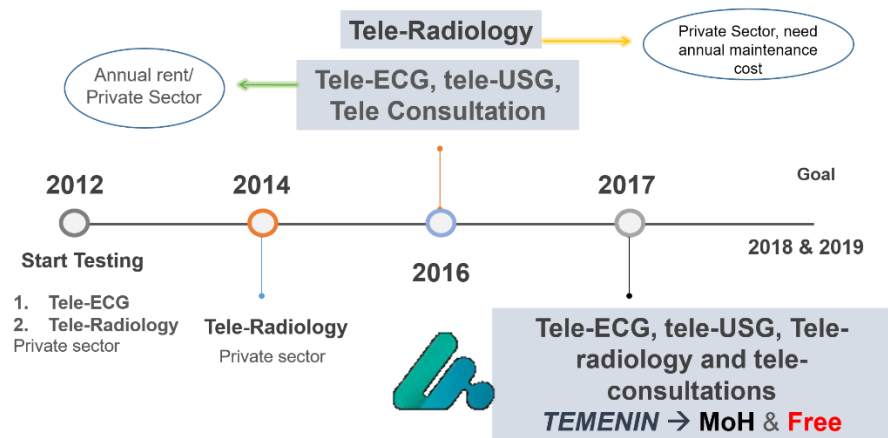 Tele-Radiology
Private Sector, need
annual maintenance
cost
Annual rent/
Private Sector
Tele-ECG, tele-USG,
Tele Consultation
2012
2014
2017
Goal
Start Testing
2016
2018 & 2019
1. Tele-ECG
2. Tele-Radiology
Private sector
Tele-Radiology
Private sector
Tele-ECG, tele-USG, Tele-
radiology and tele-
consultations
TEMENIN → MoH & Free